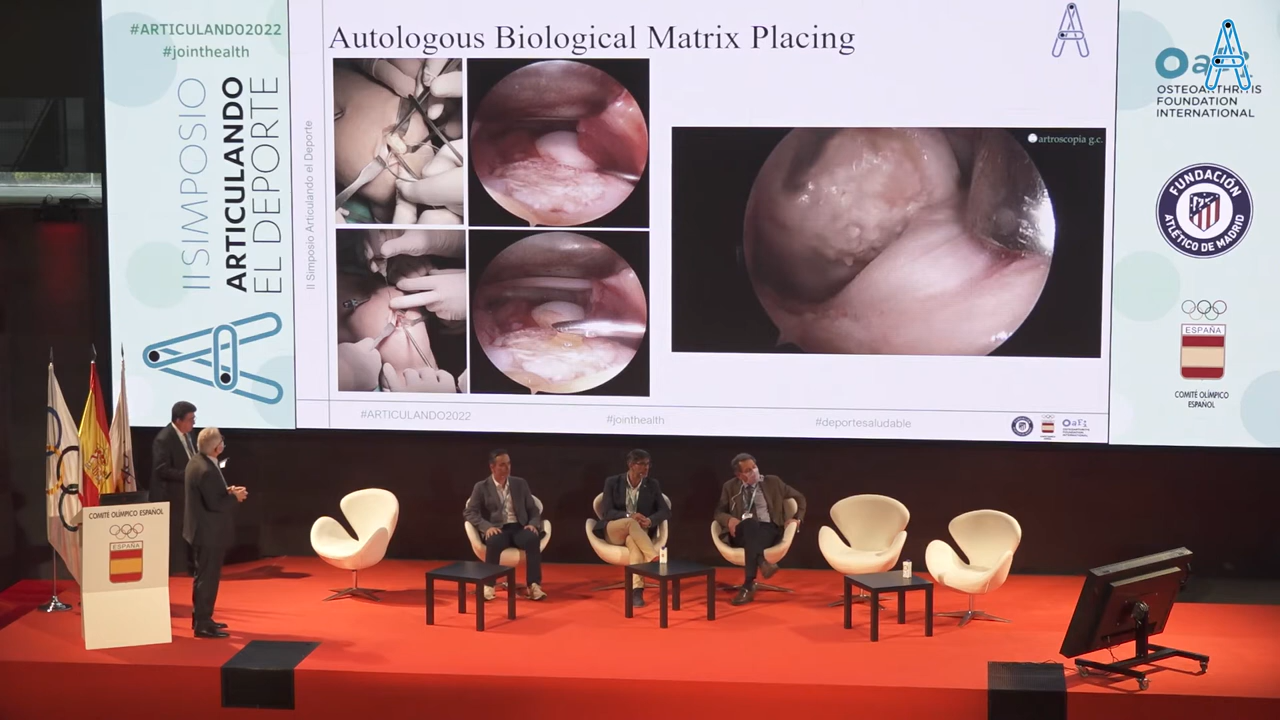 #ARTICULANDO2022
#jointhealth
II SIMPOSIO
ARTICULANDO
EL DEPORTE
II Simposio Articulando el Deporte
Autologous Biological Matrix Placing
artroscopia g.c.
#ARTICULANDO2022
#jointhealth
#deportesaludable
OSTEOARTHRITIS
FOUNDATION
INTERNATIONAL
FUNDACIÓN
ATLÉTICO DE MADRID
ESPAÑA
COMITÉ OLÍMPICO
ESPAÑOL
COMITÉ OLÍMPICO ESPAÑOL
ESPAÑA